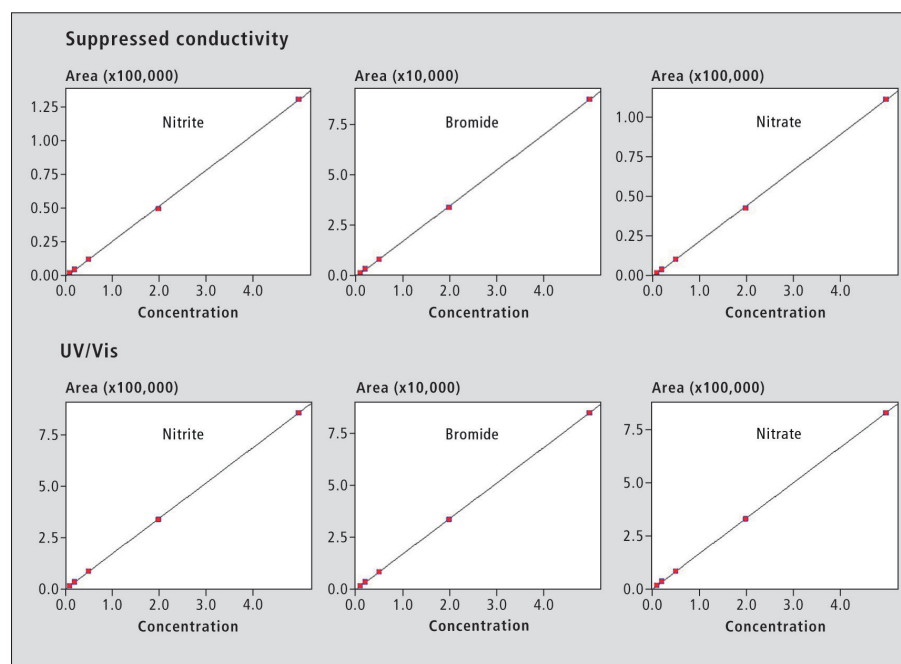 Suppressed conductivity
Area (x100,000)
Nitrite
1.25
1.00
0.50
0.25
0.00
0.0 1.0 2.0 3.0 4.0
Concentration
Area (x10,000)
Bromide
7.5
5.0
2.5
0.0
0.0 1.0 2.0 3.0 4.0
Concentration
Area (x100,000)
Nitrate
1.00
0.75
0.50
0.25
0.00
0.0 1.0 2.0 3.0 4.0
Concentration
UV/Vis
Area (x100,000)
Nitrite
7.5
5.0
2.5
0.0
0.0 1.0 2.0 3.0 4.0
Concentration
Area (x10,000)
Bromide
7.5
5.0
2.5
0.0
0.0 1.0 2.0 3.0 4.0
Concentration
Area (x100,000)
Nitrate
7.5
5.0
2.5
0.0
0.0 1.0 2.0 3.0 4.0
Concentration